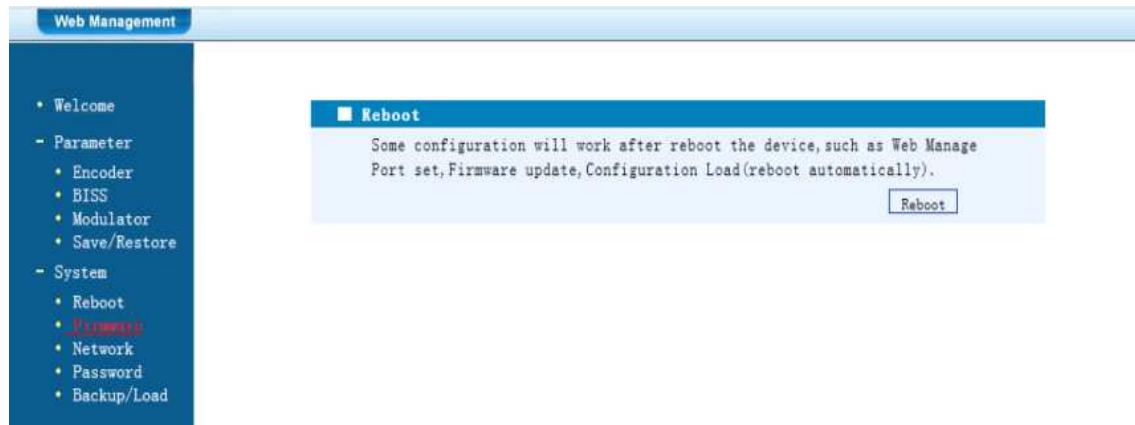 Web Management
Welcome
Parameter
Encoder
BISS
Modulator
Save/Restore
System
Reboot
Firmware
Network
Password
Backup/Load
Reboot
Some configuration will work after reboot the device,such as Web Manage
Port set,Firmware update,Configuration Load(reboot automatically).
Reboot